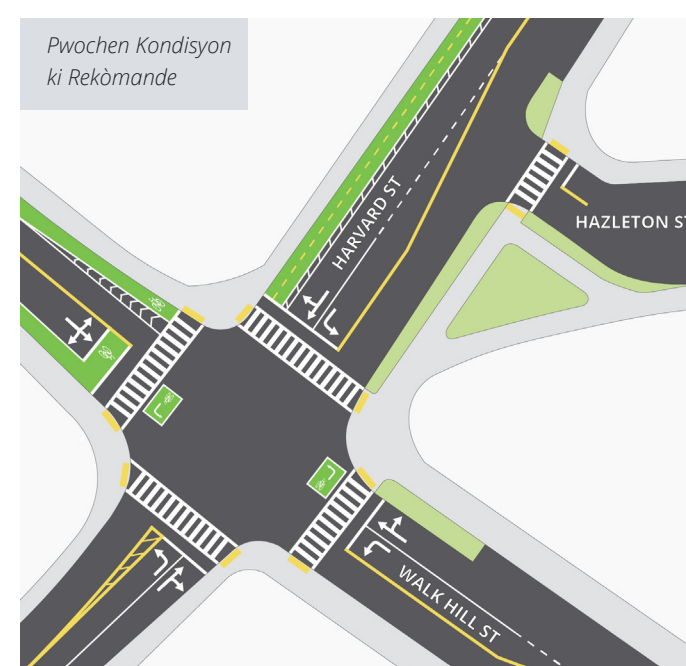 Pwochen Kondisyon
ki Rekòmande
HARVARD ST
HAZLETON ST
WALK HILL ST